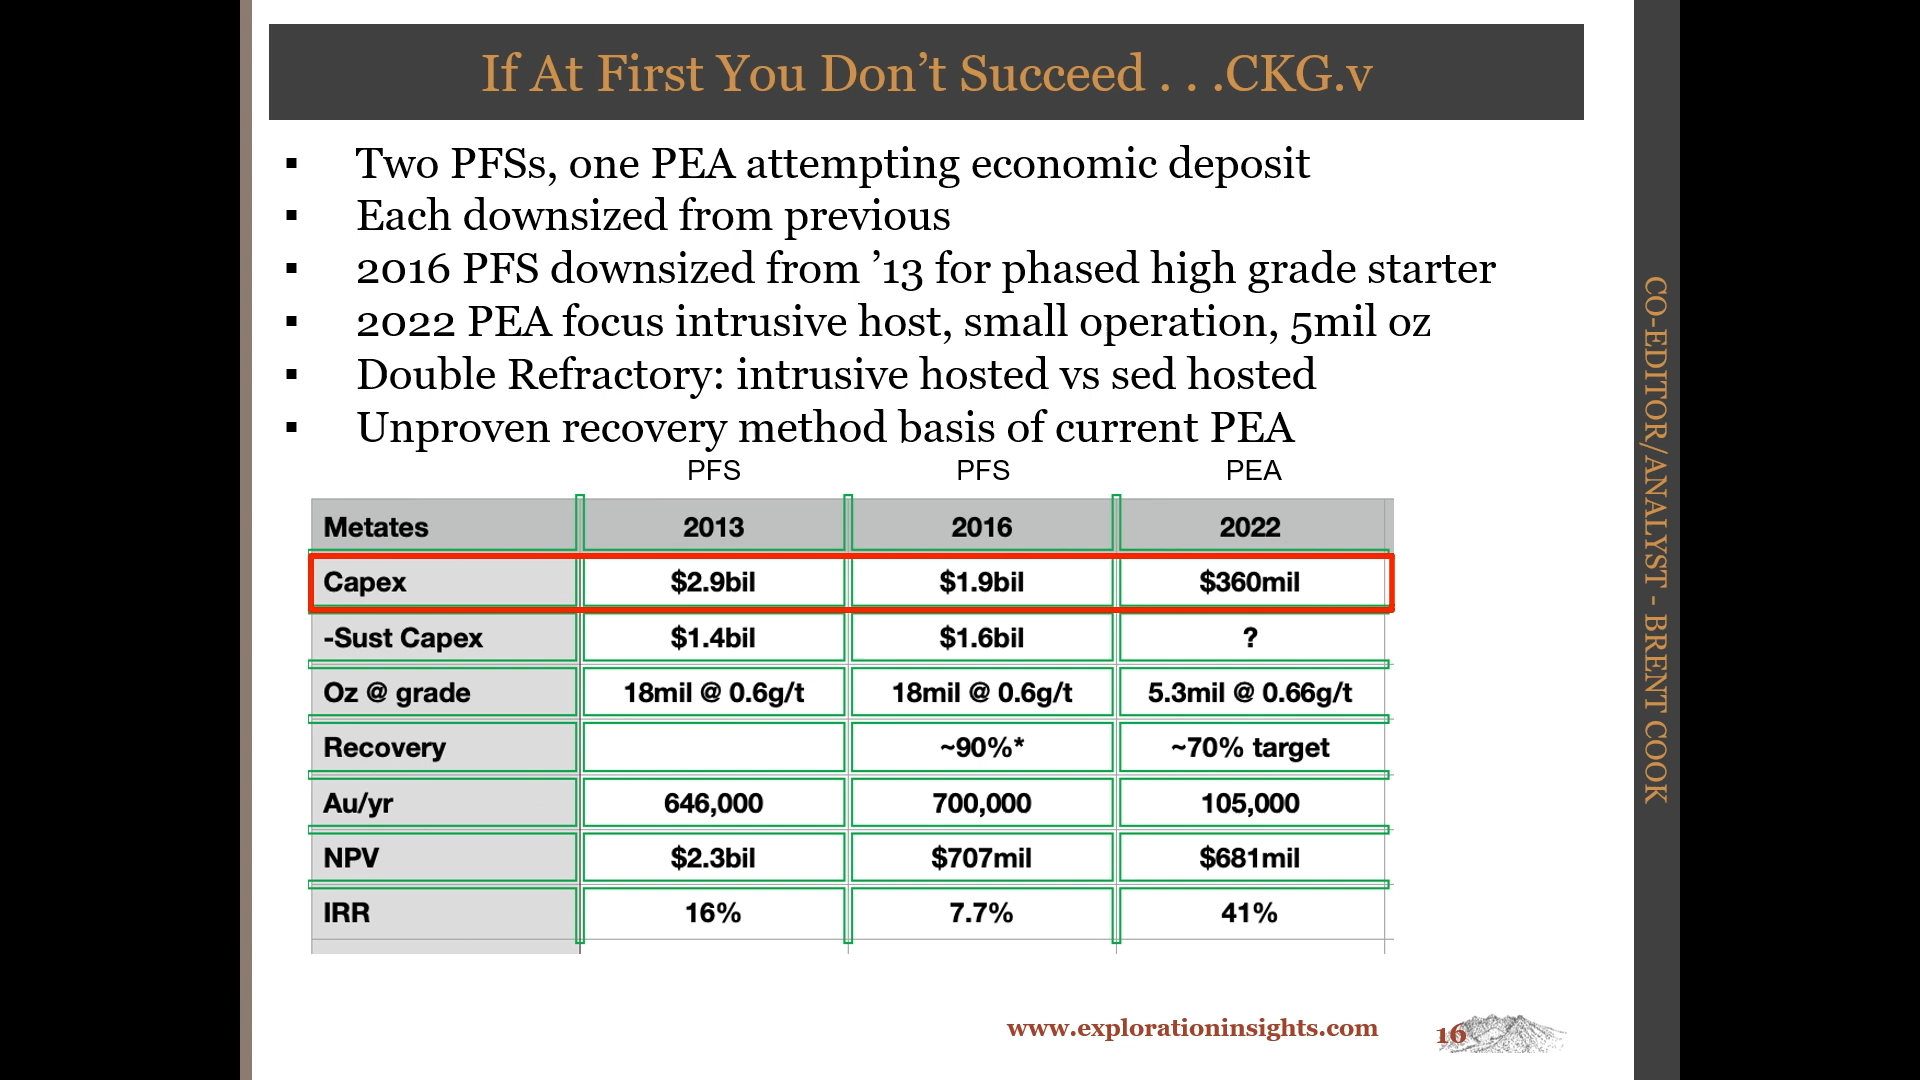 If At First You Don’t Succeed . . .CKG.v
▪ Two PFSs, one PEA attempting economic deposit
▪ Each downsized from previous
▪ 2016 PFS downsized from ’13 for phased high grade starter
▪ 2022 PEA focus intrusive host, small operation, 5mil oz
▪ Double Refractory: intrusive hosted vs sed hosted
▪ Unproven recovery method basis of current PEA
PFS PFS PEA
Metates 2013 2016 2022
Capex $2.9bil $1.9bil $360mil
-Sust Capex $1.4bil $1.6bil ?
Oz @ grade 18mil @ 0.6g/t 18mil @ 0.6g/t 5.3mil @ 0.66g/t
Recovery ~90%* ~70% target
Au/yr 646,000 700,000 105,000
NPV $2.3bil $707mil $681mil
IRR 16% 7.7% 41%
www.explorationinsights.com 16
CO-EDITOR/ANALYST - BRENT COOK